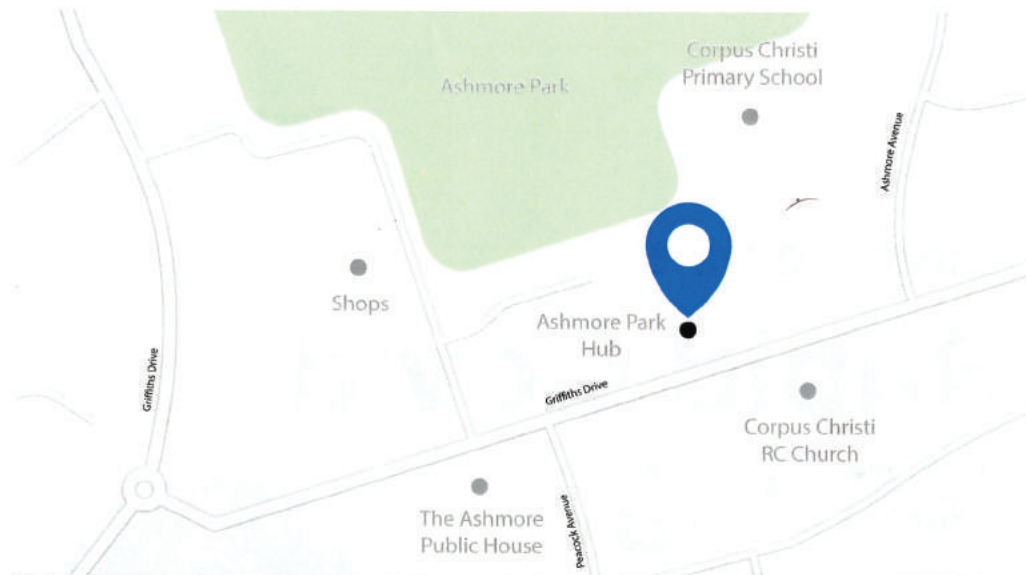 Corpus Christi
Primary School
Ashmore Park
Ashmore Avenue
Shops
Ashmore Park
Hub
Griffiths Drive
Griffiths Drive
Corpus Christi
RC Church
The Ashmore
Public House
Peacock Avenue